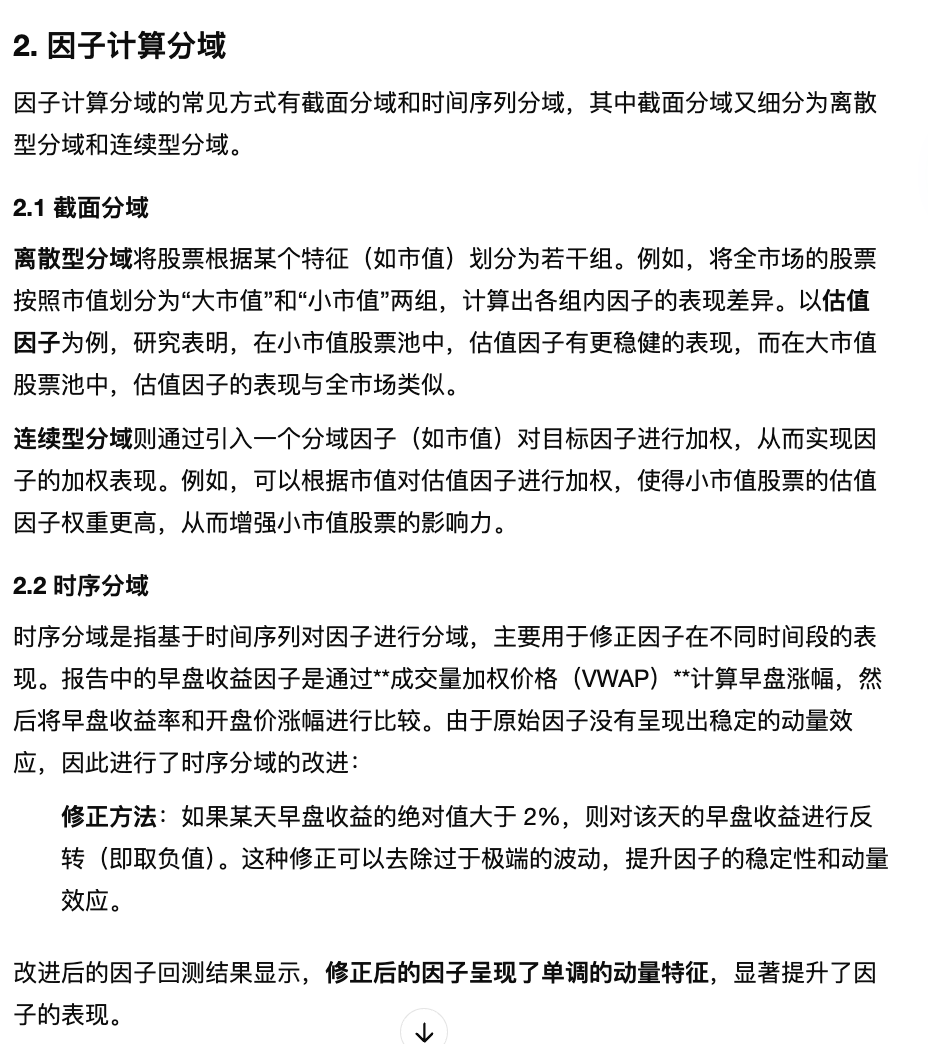 2. 因子计算分域
因子计算分域的常见方式有截面分域和时间序列分域，其中截面分域又细分为离散
型分域和连续型分域。
2.1 截面分域
离散型分域将股票根据某个特征（如市值）划分为若干组。例如，将全市场的股票
按照市值划分为“大市值”和“小市值”两组，计算出各组内因子的表现差异。以估值
因子为例，研究表明，在小市值股票池中，估值因子有更稳健的表现，而在大市值
股票池中，估值因子的表现与全市场类似。
连续型分域则通过引入一个分域因子（如市值）对目标因子进行加权，从而实现因
子的加权表现。例如，可以根据市值对估值因子进行加权，使得小市值股票的估值
因子权重更高，从而增强小市值股票的影响力。
2.2 时序分域
时序分域是指基于时间序列对因子进行分域，主要用于修正因子在不同时间段的表
现。报告中的早盘收益因子是通过**成交量加权价格（VWAP）**计算早盘涨幅，然
后将早盘收益率和开盘价涨幅进行比较。由于原始因子没有呈现出稳定的动量效
应，因此进行了时序分域的改进：
修正方法：如果某天早盘收益的绝对值大于 2%，则对该天的早盘收益进行反
转（即取负值）。这种修正可以去除过于极端的波动，提升因子的稳定性和动量
效应。
改进后的因子回测结果显示，修正后的因子呈现了单调的动量特征，显著提升了因
子的表现。